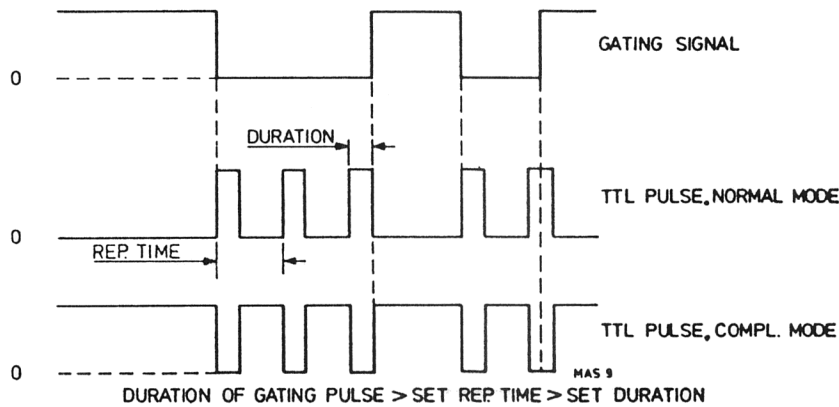 GATING SIGNAL
0
DURATION
TTL PULSE, NORMAL MODE
0
REP. TIME
TTL PULSE, COMPL. MODE
0
MAS 9
DURATION OF GATING PULSE > SET REP. TIME > SET DURATION